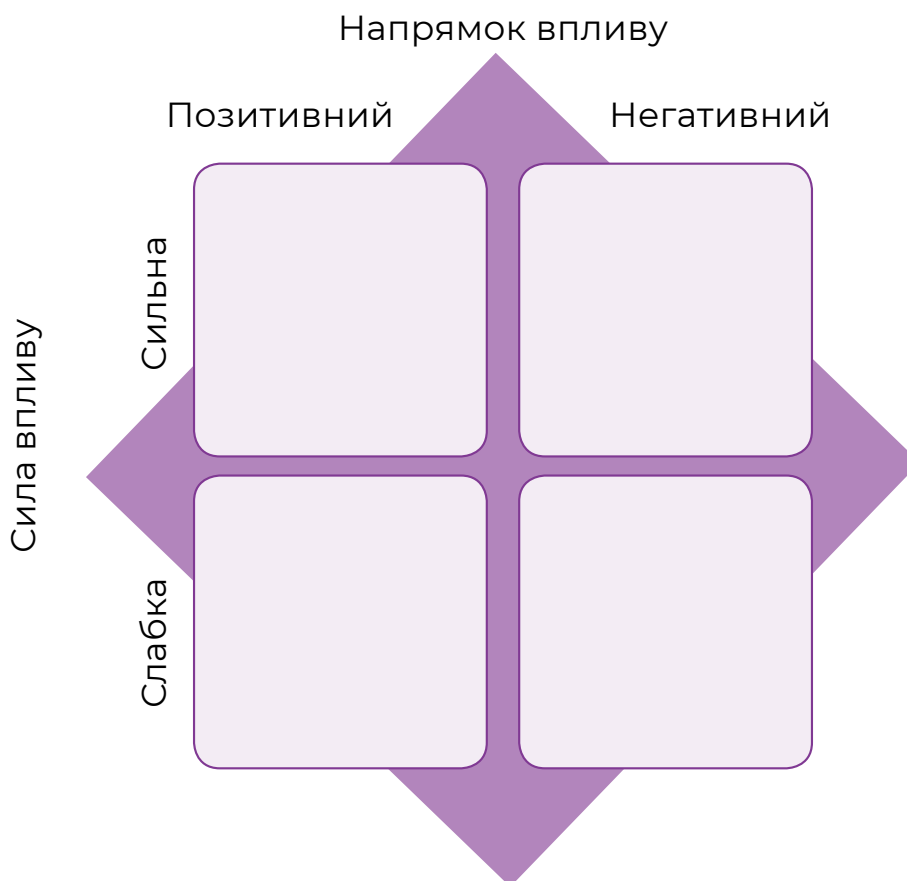 Напрямок впливу
Позитивний
Негативний
Сила впливу
Сильна
Слабка